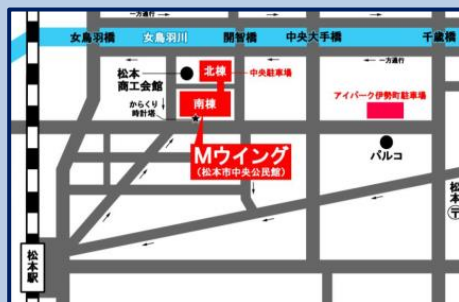 一方通行
女鳥羽橋
女鳥羽川
開智橋
中央大手橋
千歳橋
一方通行
松本
商工会館
北棟
中央駐車場
南棟
アイパーク伊勢町駐車場
からくり
時計塔
Mウイング
(松本市中央公民館)
パルコ
松本
〒
松本駅